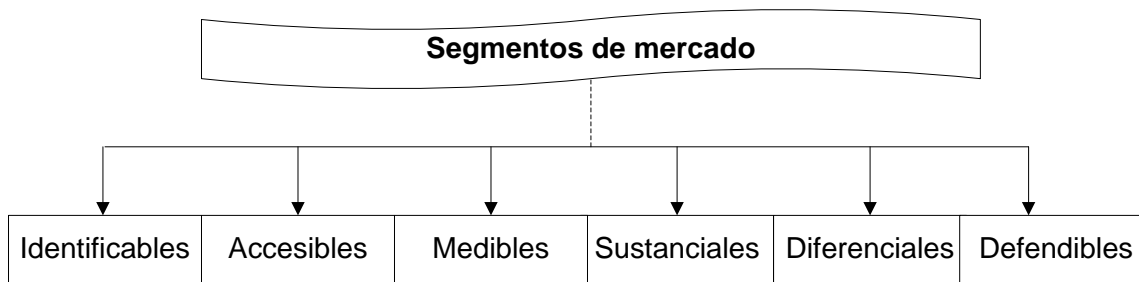 Segmentos de mercado
Identificables Accesibles Medibles Sustanciales Diferenciales Defendibles